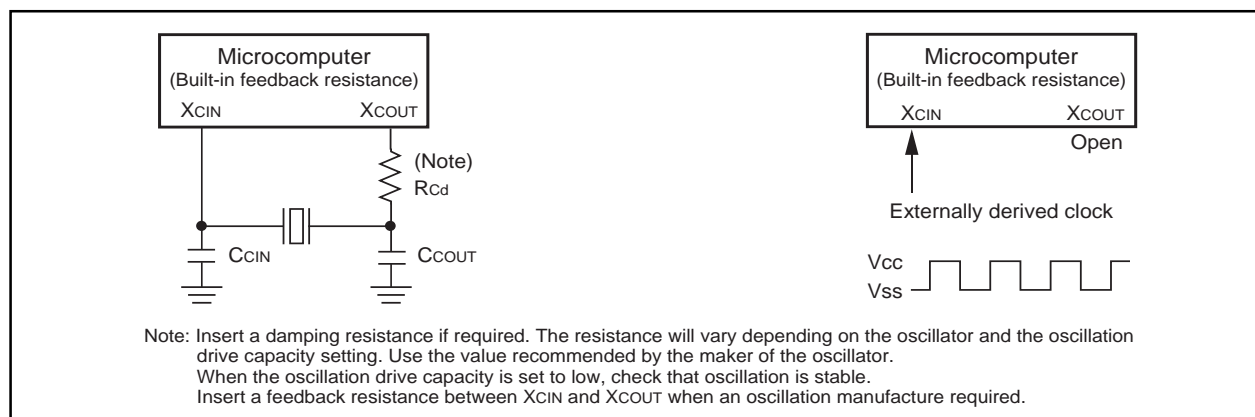 Microcomputer
(Built-in feedback resistance)
XCIN XCOUT
(Note)
RCd
CCIN CCOUT
Microcomputer
(Built-in feedback resistance)
XCIN XCOUT
Open
Externally derived clock
Vcc
Vss
Note: Insert a damping resistance if required. The resistance will vary depending on the oscillator and the oscillation
drive capacity setting. Use the value recommended by the maker of the oscillator.
When the oscillation drive capacity is set to low, check that oscillation is stable.
Insert a feedback resistance between XCIN and XCOUT when an oscillation manufacture required.